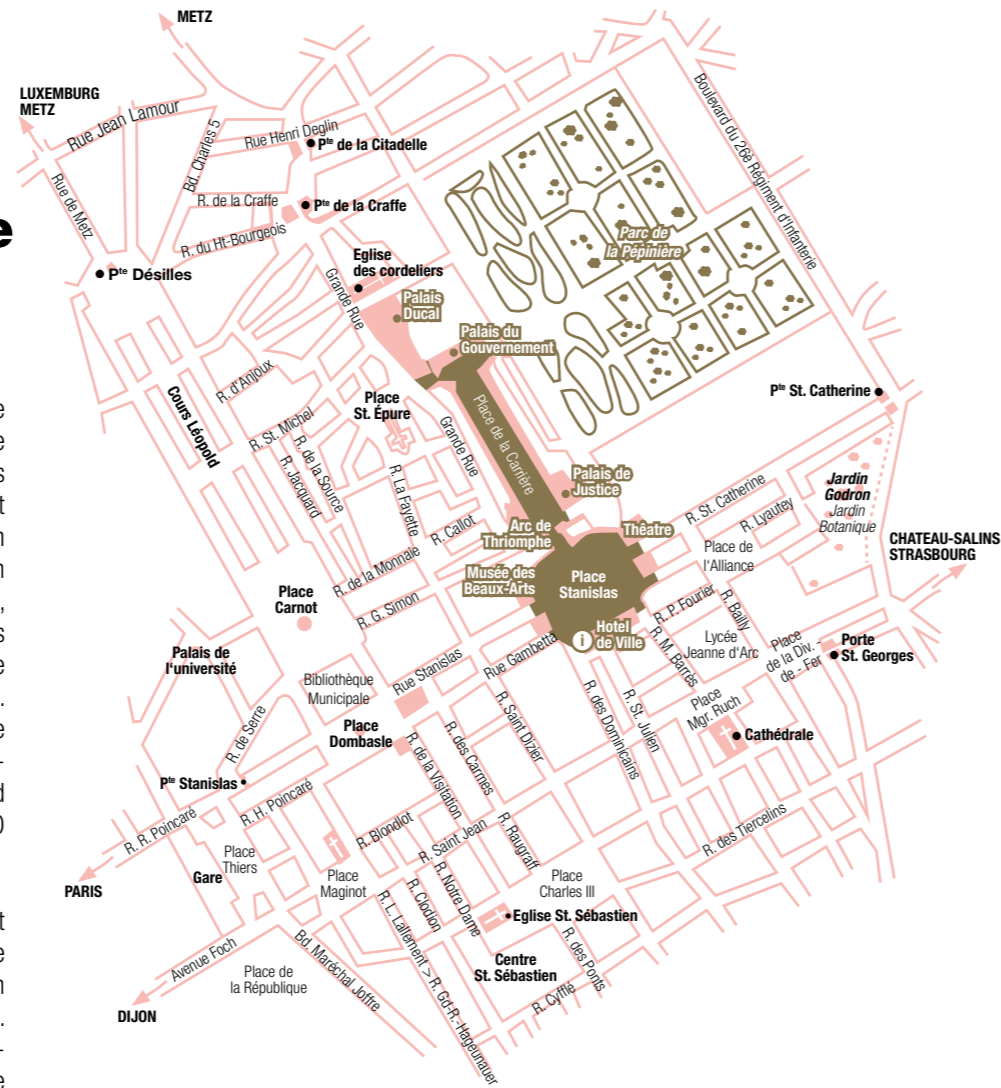 METZ
LUXEMBURG
METZ
Rue Jean Lamour
Bd. Charles 5
Rue Henri Deglin
Pte de la Citadelle
Boulevard du 26è Régiment d'Infanterie
Rue de Metz
R. de la Craffe
Pte de la Craffe
R. du Ht-Bourgeois
Parc de
la Pépinière
e
Pte Désilles
Eglise
des cordeliers
Grande Rue
Palais
Ducal
Palais du
Gouvernement
Cours Léopold
R. d'Anjoux
Place
St. Épure
Place de la Carrière
Pte St. Catherine
R. St. Michel
R. de la Source
R. Jacquard
Grande Rue
R. La Fayette
Palais de
Justice
R. St. Catherine
Jardin
Godron
Jardin
Botanique
R. Lyautey
R. Callot
Arc de
Thriomphe
Théatre
Place de
l'Alliance
CHATEAU-SALINS
STRASBOURG
R. de la Monnaie
Musée des
Beaux-Arts
Place
Stanislas
Place
Carnot
R. G. Simon
R. P. Fourier
R. Bailly
Hotel
de Ville
i
Lycée
Jeanne d'Arc
Place
de la Div. -
de - Fer
Porte
St. Georges
Palais de
l'université
Rue Stanislas
Rue Gambetta
R. M. Barrès
Bibliothèque
Municipale
R. Saint Dizier
R. des Dominicains
R. St. Julien
Place
Mgr. Ruch
Cathédrale
R. de Serre
Place
Dombasle
R. de la Visitation
R. des Carmes
Pte Stanislas
R. H. Poincaré
R. R. Poincaré
R. Blondlot
R. Saint Jean
R. Raugraff
R. des Tiercelins
Place
Thiers
Gare
PARIS
Place
Maginot
R. Clodion
R. Notre Dame
Place
Charles III
Eglise St. Sébastien
R. L. Lallement > R. Gd-R.-Hageunauer
Centre
St. Sébastien
R. des Ponts
Avenue Foch
Bd. Maréchal Joffre
Place de
la République
R. Cyfflé
DIJON